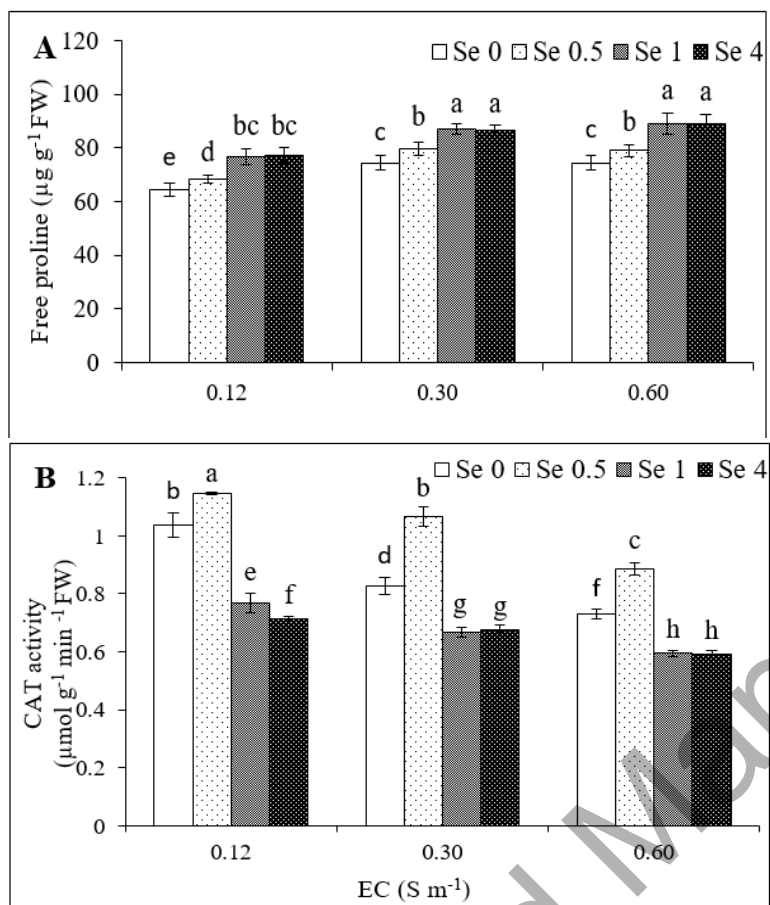 A
Se 0 Se 0.5 Se 1 Se 4
120
100
80
60
40
20
0
Free proline (µg g⁻¹ FW)
e d bc bc c b a a c b a a
0.12 0.30 0.60
B
Se 0 Se 0.5 Se 1 Se 4
1.2
1
0.8
0.6
0.4
0.2
0
CAT activity
(µmol g⁻¹ min ⁻¹ FW)
b a e f d b g g f c h h
0.12 0.30 0.60
EC (S m⁻¹)